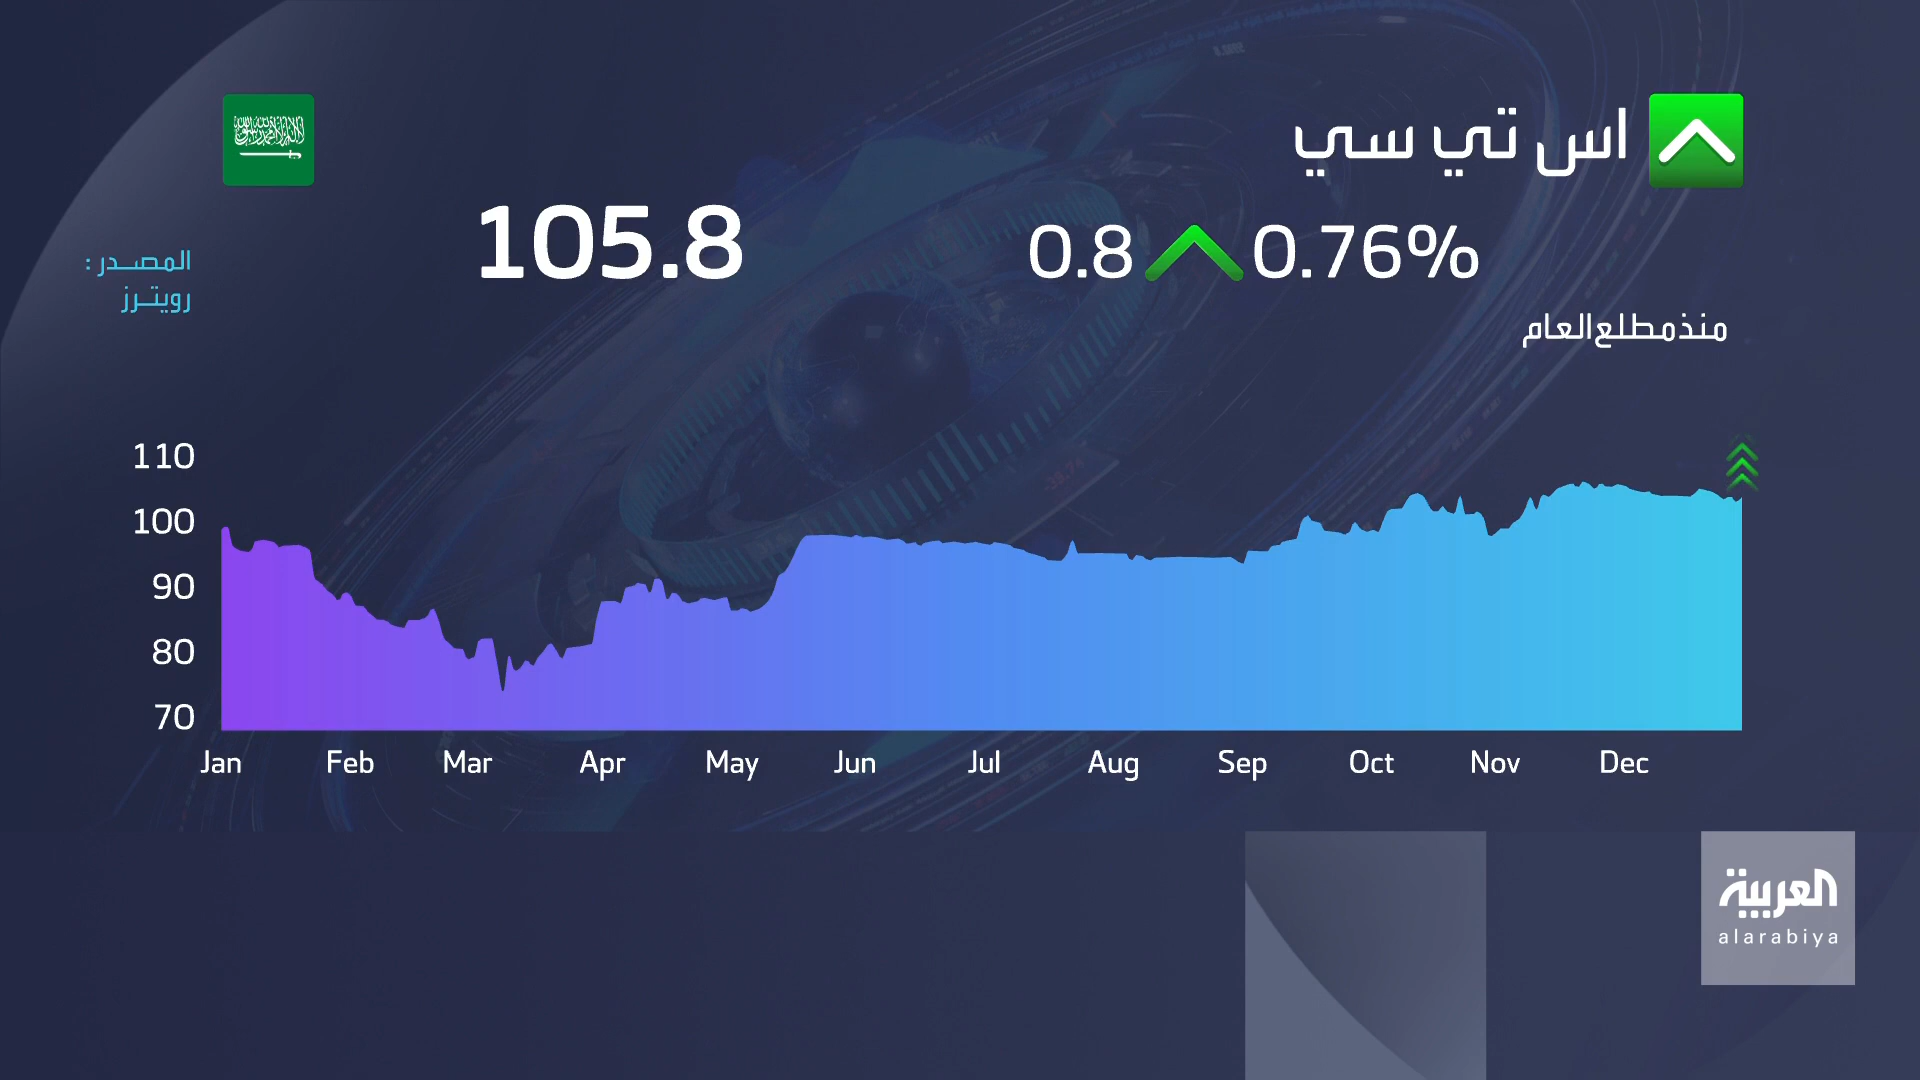 اس تي سي
105.8
0.8 0.76%
المصدر :
رويترز
منذ مطلع العام
110
100
90
80
70
Jan Feb Mar Apr May Jun Jul Aug Sep Oct Nov Dec
العربية
alarabiya